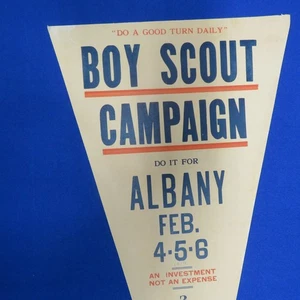 "DO A GOOD TURN DAILY"
BOY SCOUT
CAMPAIGN
DO IT FOR
ALBANY
FEB.
4-5-6
AN INVESTMENT
NOT AN EXPENSE